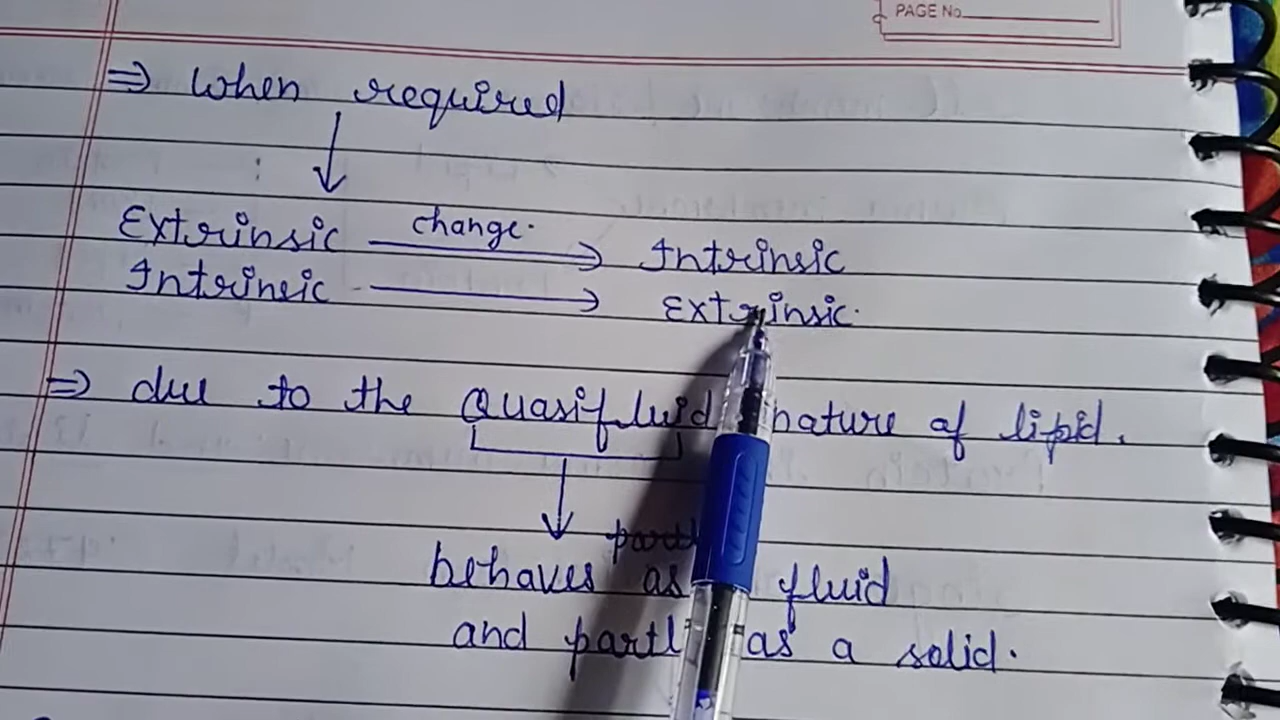 PAGE No.
⇒ When required
↓
Extrinsic change. → Intrinsic
Intrinsic → Extrinsic.
⇒ due to the Quasifluid nature of lipid.
↓
behaves as fluid
and partly as a solid.